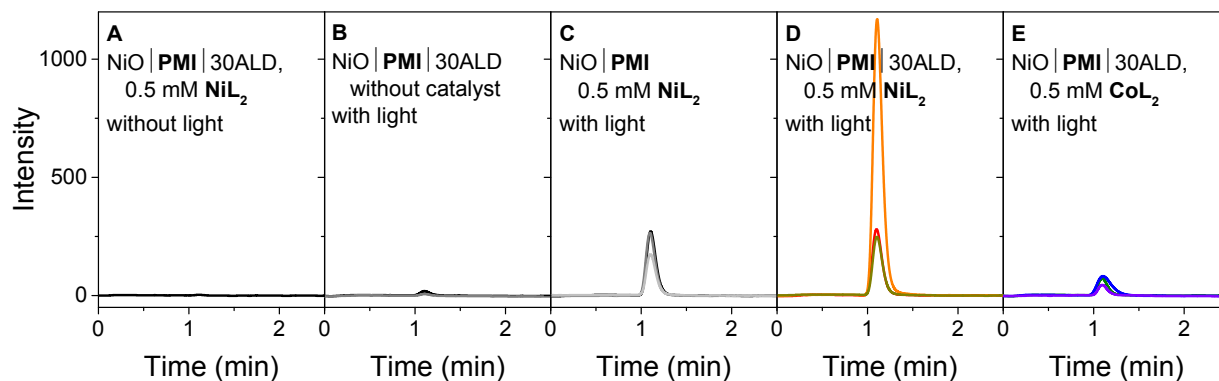 A
NiO | PMI | 30ALD,
0.5 mM NiL₂
without light
B
NiO | PMI | 30ALD
without catalyst
with light
C
NiO | PMI
0.5 mM NiL₂
with light
D
NiO | PMI | 30ALD,
0.5 mM NiL₂
with light
E
NiO | PMI | 30ALD,
0.5 mM CoL₂
with light
Intensity
1000
500
0
0 1 2
0 1 2
0 1 2
0 1 2
0 1 2
Time (min)
Time (min)
Time (min)
Time (min)
Time (min)